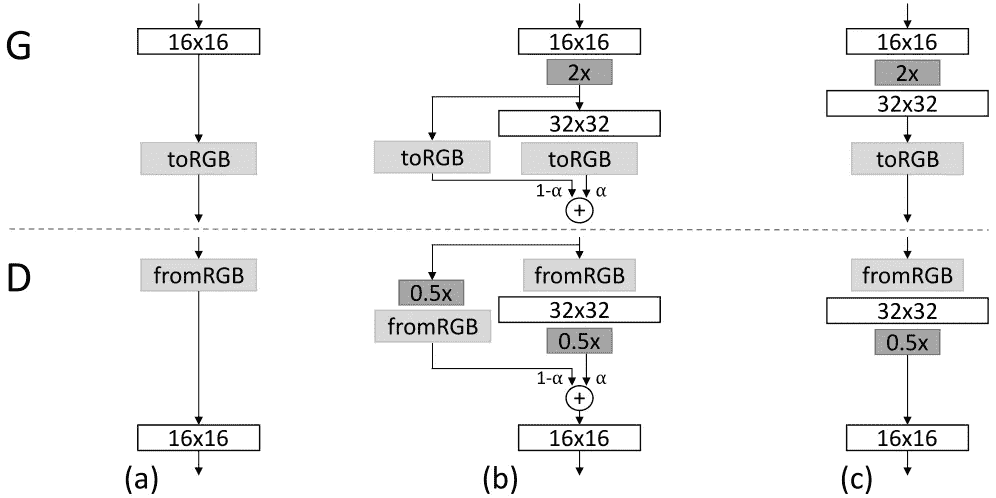 G
16x16
toRGB
16x16
2x
32x32
toRGB
toRGB
1-α
α
+
16x16
2x
32x32
toRGB
D
fromRGB
16x16
(a)
0.5x
fromRGB
fromRGB
32x32
0.5x
1-α
α
+
16x16
(b)
fromRGB
32x32
0.5x
16x16
(c)